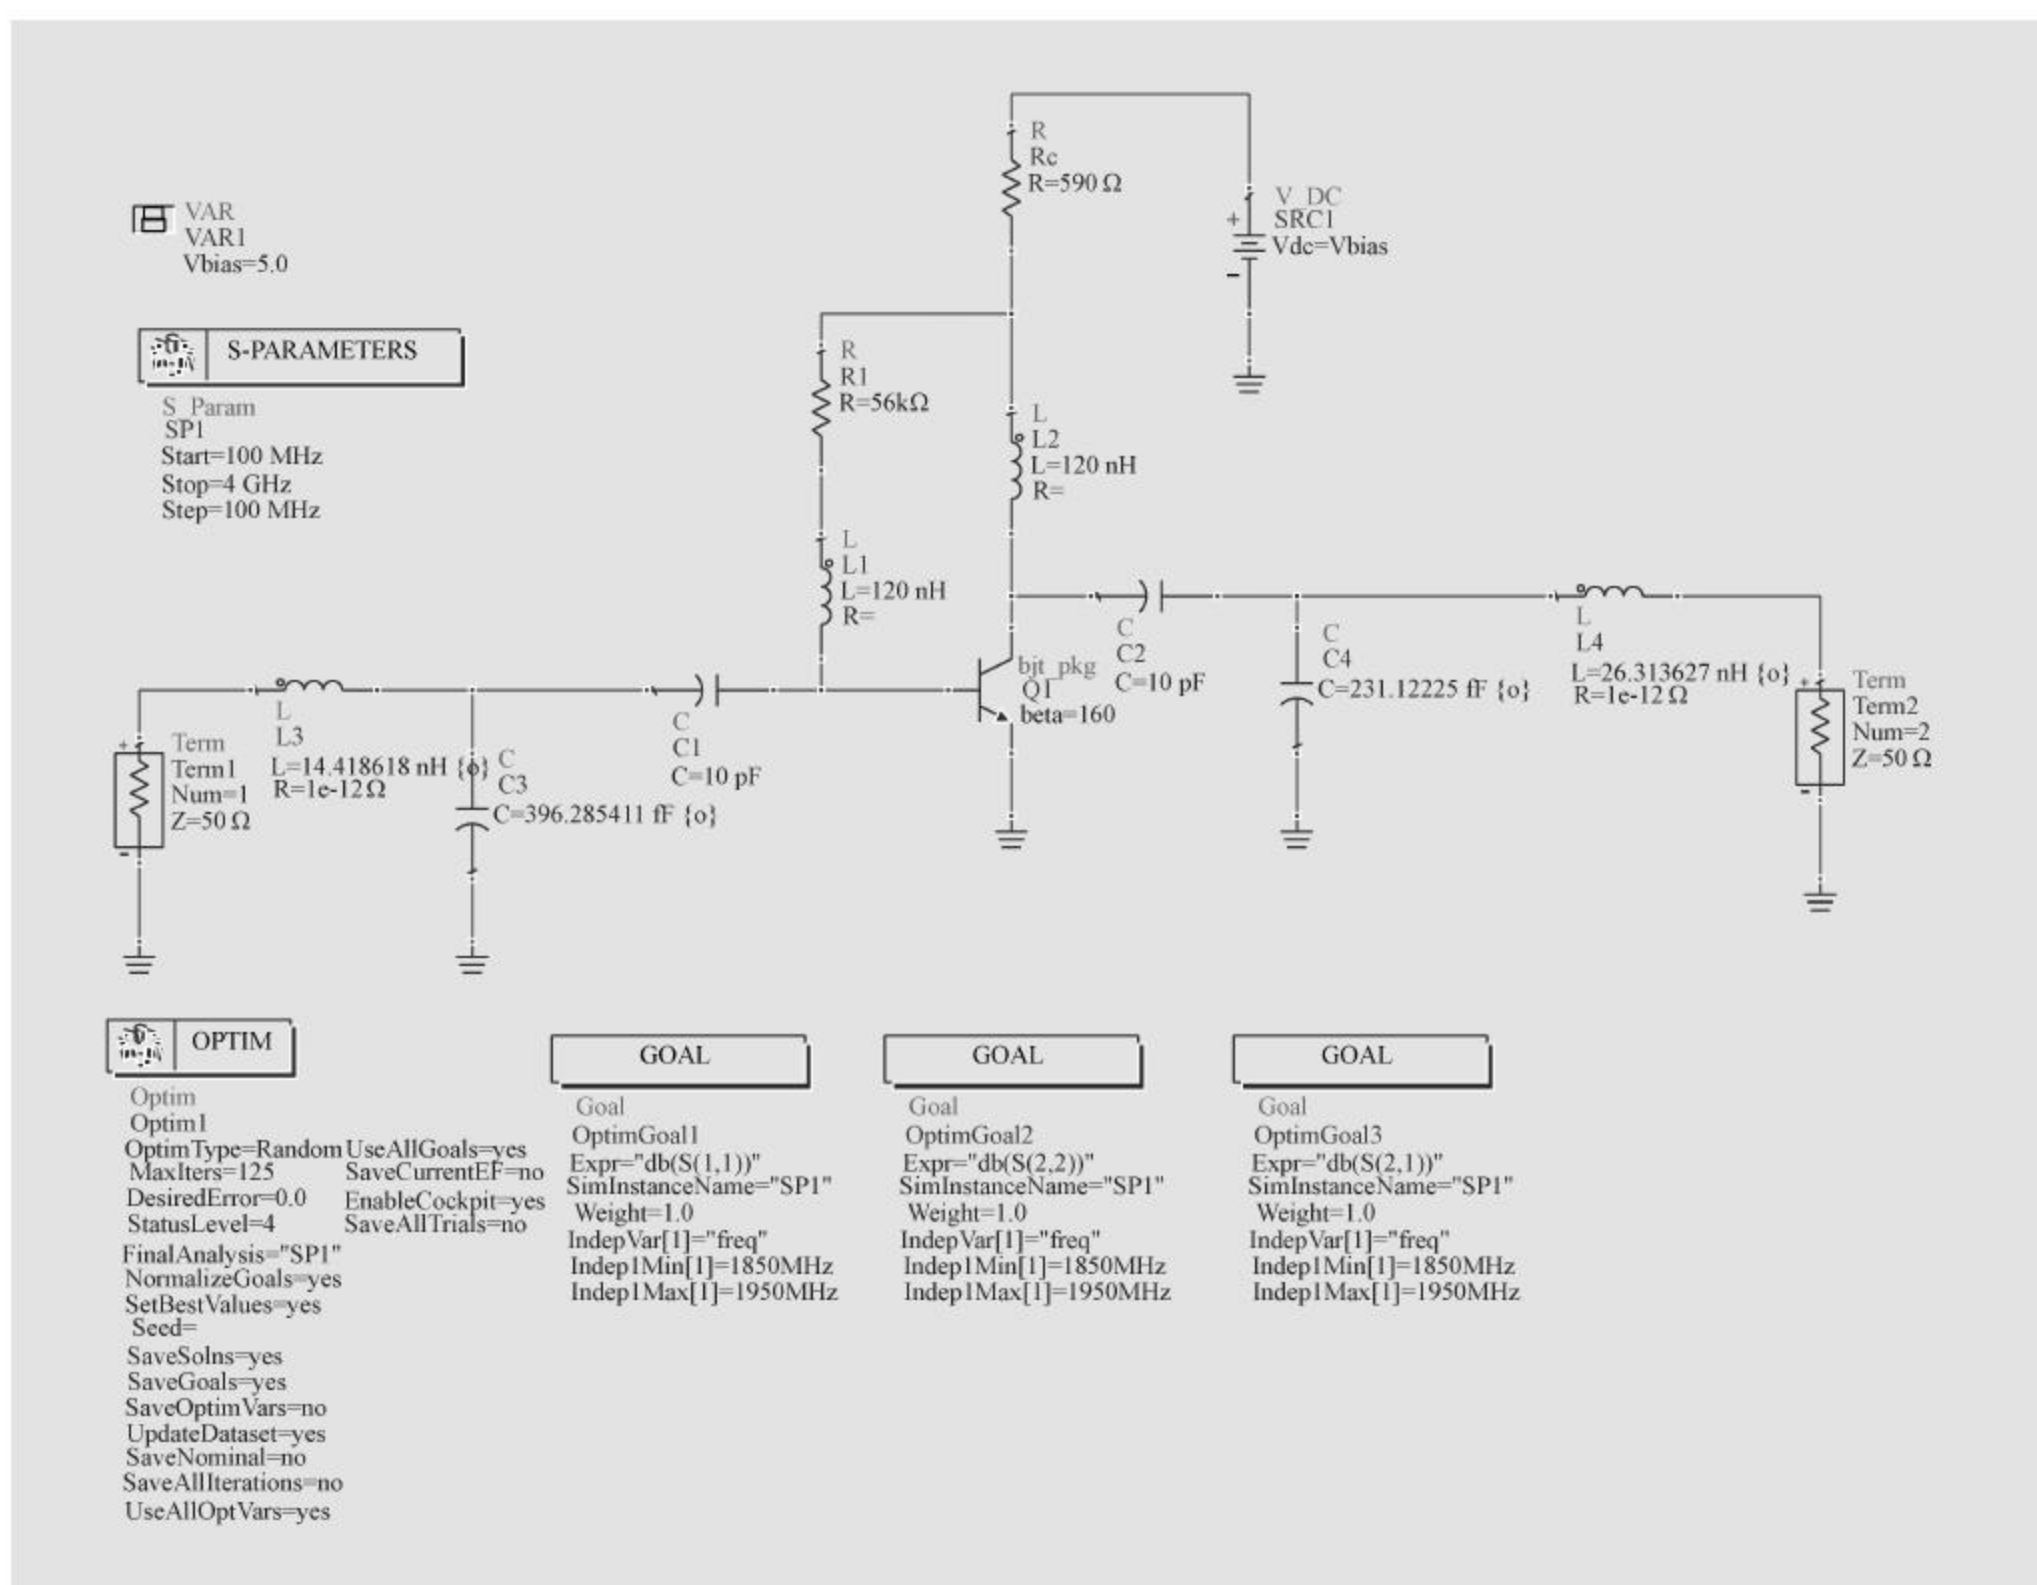 R
Rc
R=590 Ω
V_DC
SRC1
Vdc=Vbias
+
-
VAR
VAR1
Vbias=5.0
S-PARAMETERS
S_Param
SP1
Start=100 MHz
Stop=4 GHz
Step=100 MHz
R
R1
R=56kΩ
L
L2
L=120 nH
R=
L
L1
L=120 nH
R=
bjt_pkg
Q1
beta=160
C
C2
C=10 pF
C
C4
C=231.12225 fF {o}
L
L4
L=26.313627 nH {o}
R=1e-12 Ω
+
-
Term
Term2
Num=2
Z=50 Ω
+
-
Term
Term1
Num=1
Z=50 Ω
L
L3
L=14.418618 nH {o}
R=1e-12 Ω
C
C3
C=396.285411 fF {o}
C
C1
C=10 pF
OPTIM
Optim
Optim1
OptimType=Random UseAllGoals=yes
MaxIters=125 SaveCurrentEF=no
DesiredError=0.0 EnableCockpit=yes
StatusLevel=4 SaveAllTrials=no
FinalAnalysis="SP1"
NormalizeGoals=yes
SetBestValues=yes
Seed=
SaveSolns=yes
SaveGoals=yes
SaveOptimVars=no
UpdateDataset=yes
SaveNominal=no
SaveAllIterations=no
UseAllOptVars=yes
GOAL
Goal
OptimGoal1
Expr="db(S(1,1))"
SimInstanceName="SP1"
Weight=1.0
IndepVar[1]="freq"
Indep1Min[1]=1850MHz
Indep1Max[1]=1950MHz
GOAL
Goal
OptimGoal2
Expr="db(S(2,2))"
SimInstanceName="SP1"
Weight=1.0
IndepVar[1]="freq"
Indep1Min[1]=1850MHz
Indep1Max[1]=1950MHz
GOAL
Goal
OptimGoal3
Expr="db(S(2,1))"
SimInstanceName="SP1"
Weight=1.0
IndepVar[1]="freq"
Indep1Min[1]=1850MHz
Indep1Max[1]=1950MHz